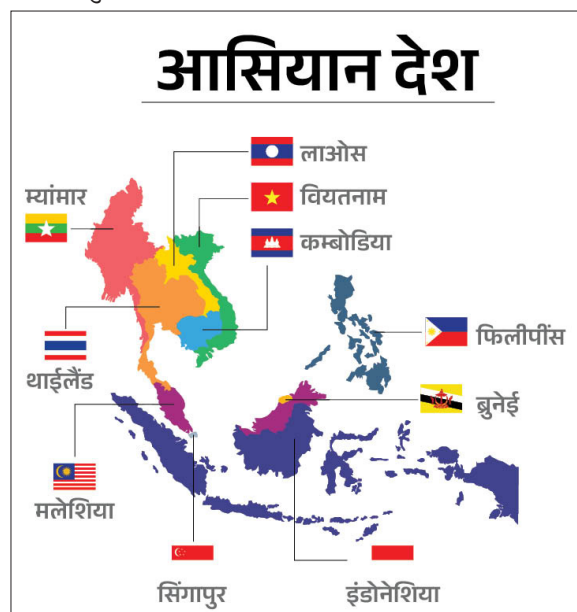 आसियान देश
लाओस
म्यांमार
वियतनाम
कम्बोडिया
फिलीपींस
थाईलैंड
ब्रुनेई
मलेशिया
सिंगापुर
इंडोनेशिया